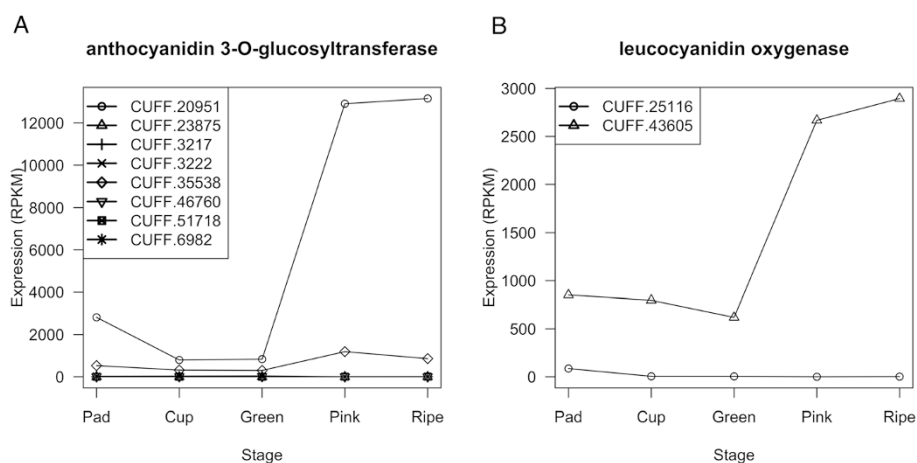 A
anthocyanidin 3-O-glucosyltransferase
Expression (RPKM)
12000
10000
8000
6000
4000
2000
0
CUFF.20951
CUFF.23875
CUFF.3217
CUFF.3222
CUFF.35538
CUFF.46760
CUFF.51718
CUFF.6982
Pad Cup Green Pink Ripe
Stage
B
leucocyanidin oxygenase
Expression (RPKM)
3000
2500
2000
1500
1000
500
0
CUFF.25116
CUFF.43605
Pad Cup Green Pink Ripe
Stage